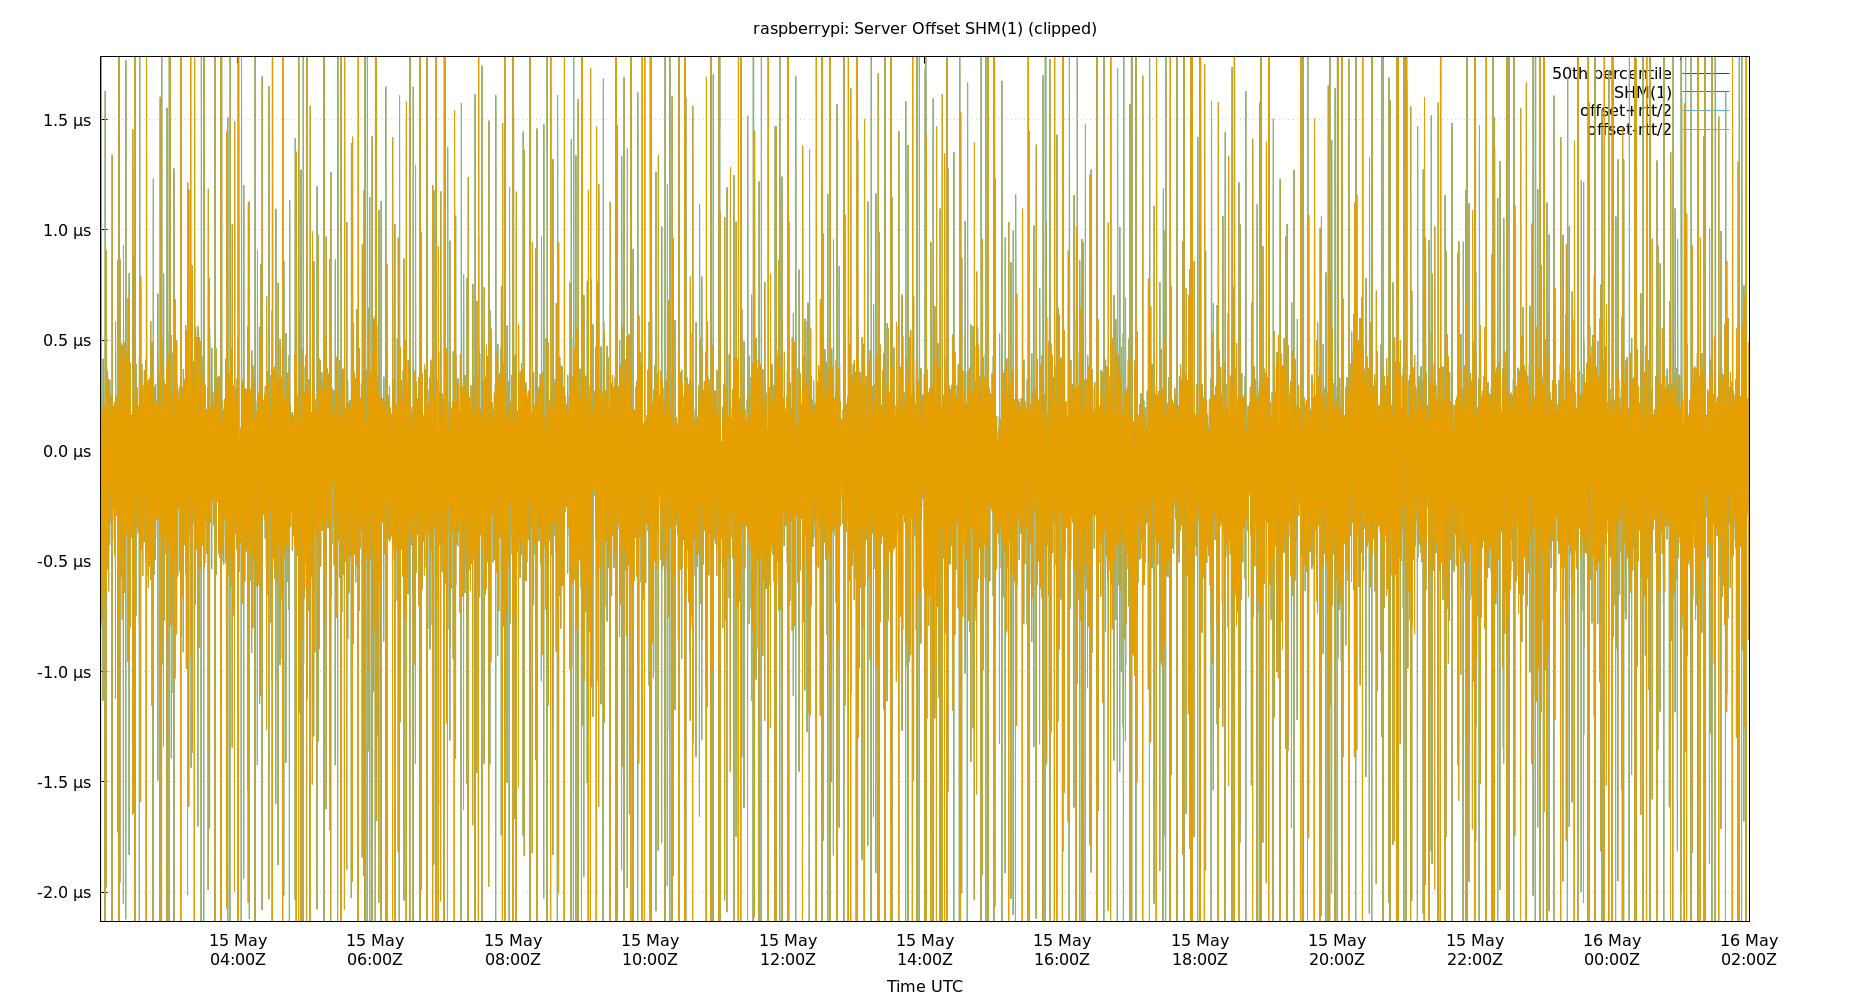 raspberrypi: Server Offset SHM(1) (clipped)
50th percentile
SHM(1)
offset+rtt/2
offset-rtt/2
1.5 µs
1.0 µs
0.5 µs
0.0 µs
-0.5 µs
-1.0 µs
-1.5 µs
-2.0 µs
15 May 15 May 15 May 15 May 15 May 15 May 15 May 15 May 15 May 15 May 16 May 16 May
04:00Z 06:00Z 08:00Z 10:00Z 12:00Z 14:00Z 16:00Z 18:00Z 20:00Z 22:00Z 00:00Z 02:00Z
Time UTC